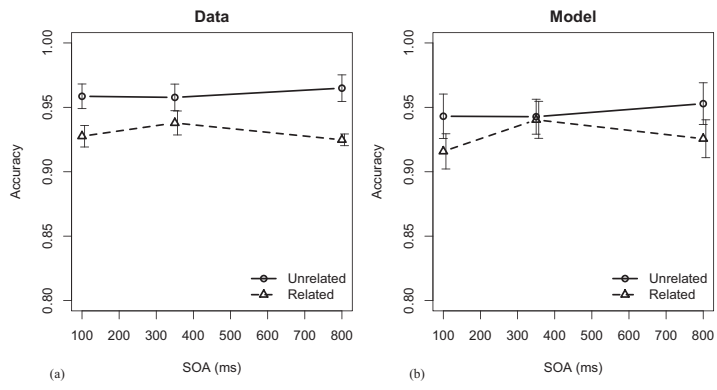 Data
Accuracy
1.00
0.95
0.90
0.85
0.80
Unrelated
Related
100 200 300 400 500 600 700 800
SOA (ms)
(a)
Model
Accuracy
1.00
0.95
0.90
0.85
0.80
Unrelated
Related
100 200 300 400 500 600 700 800
SOA (ms)
(b)